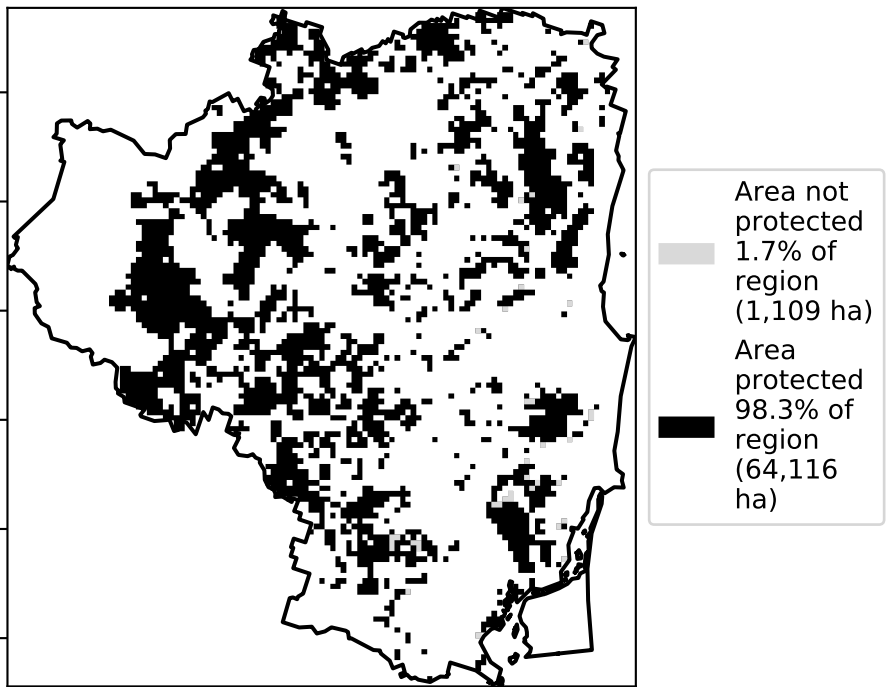 Area not
protected
1.7% of
region
(1,109 ha)
Area
protected
98.3% of
region
(64,116
ha)